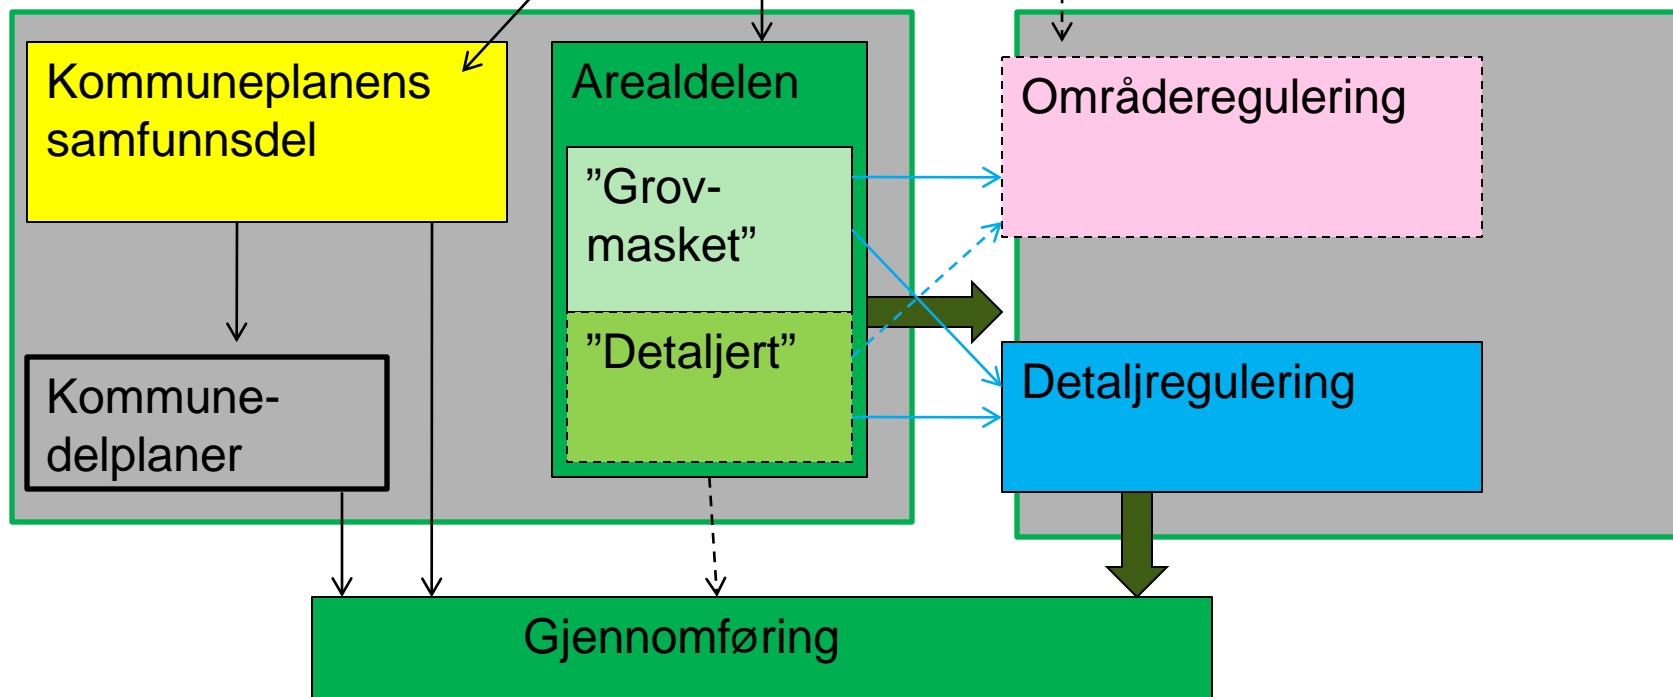 Kommuneplanens
samfunnsdel
Arealdelen
”Grov-
masket”
”Detaljert”
Kommune-
delplaner
Områderegulering
Detaljregulering
Gjennomføring